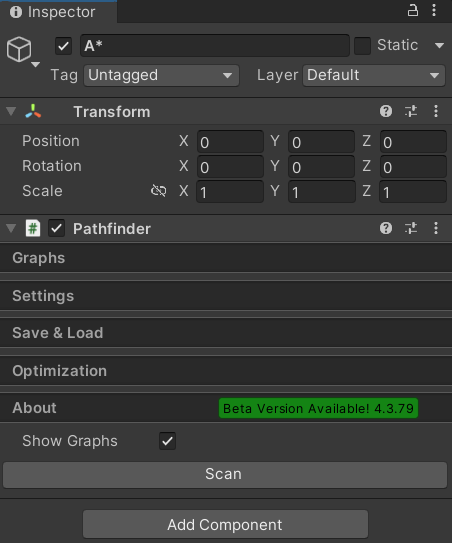 Inspector
A* Static
Tag Untagged Layer Default
Transform
Position X 0 Y 0 Z 0
Rotation X 0 Y 0 Z 0
Scale X 1 Y 1 Z 1
# Pathfinder
Graphs
Settings
Save & Load
Optimization
About Beta Version Available! 4.3.79
Show Graphs
Scan
Add Component